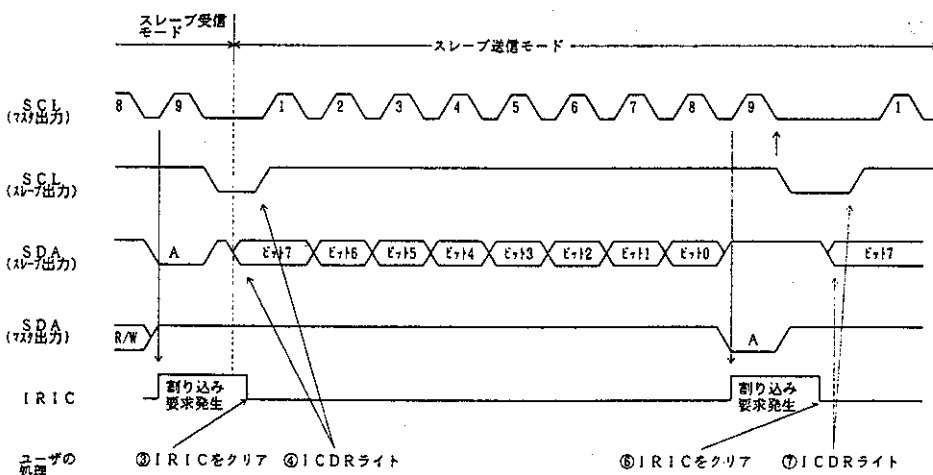 スレーブ受信
モード
スレーブ送信モード
SCL
(マスタ出力)
8 9 1 2 3 4 5 6 7 8 9 1
SCL
(スレーブ出力)
SDA
(スレーブ出力)
A ビット7 ビット6 ビット5 ビット4 ビット3 ビット2 ビット1 ビット0 ビット7
SDA
(マスタ出力)
R/W A
IRIC
割り込み
要求発生
割り込み
要求発生
ユーザの
処理
③IRICをクリア ④ICDRライト ⑥IRICをクリア ⑦ICDRライト